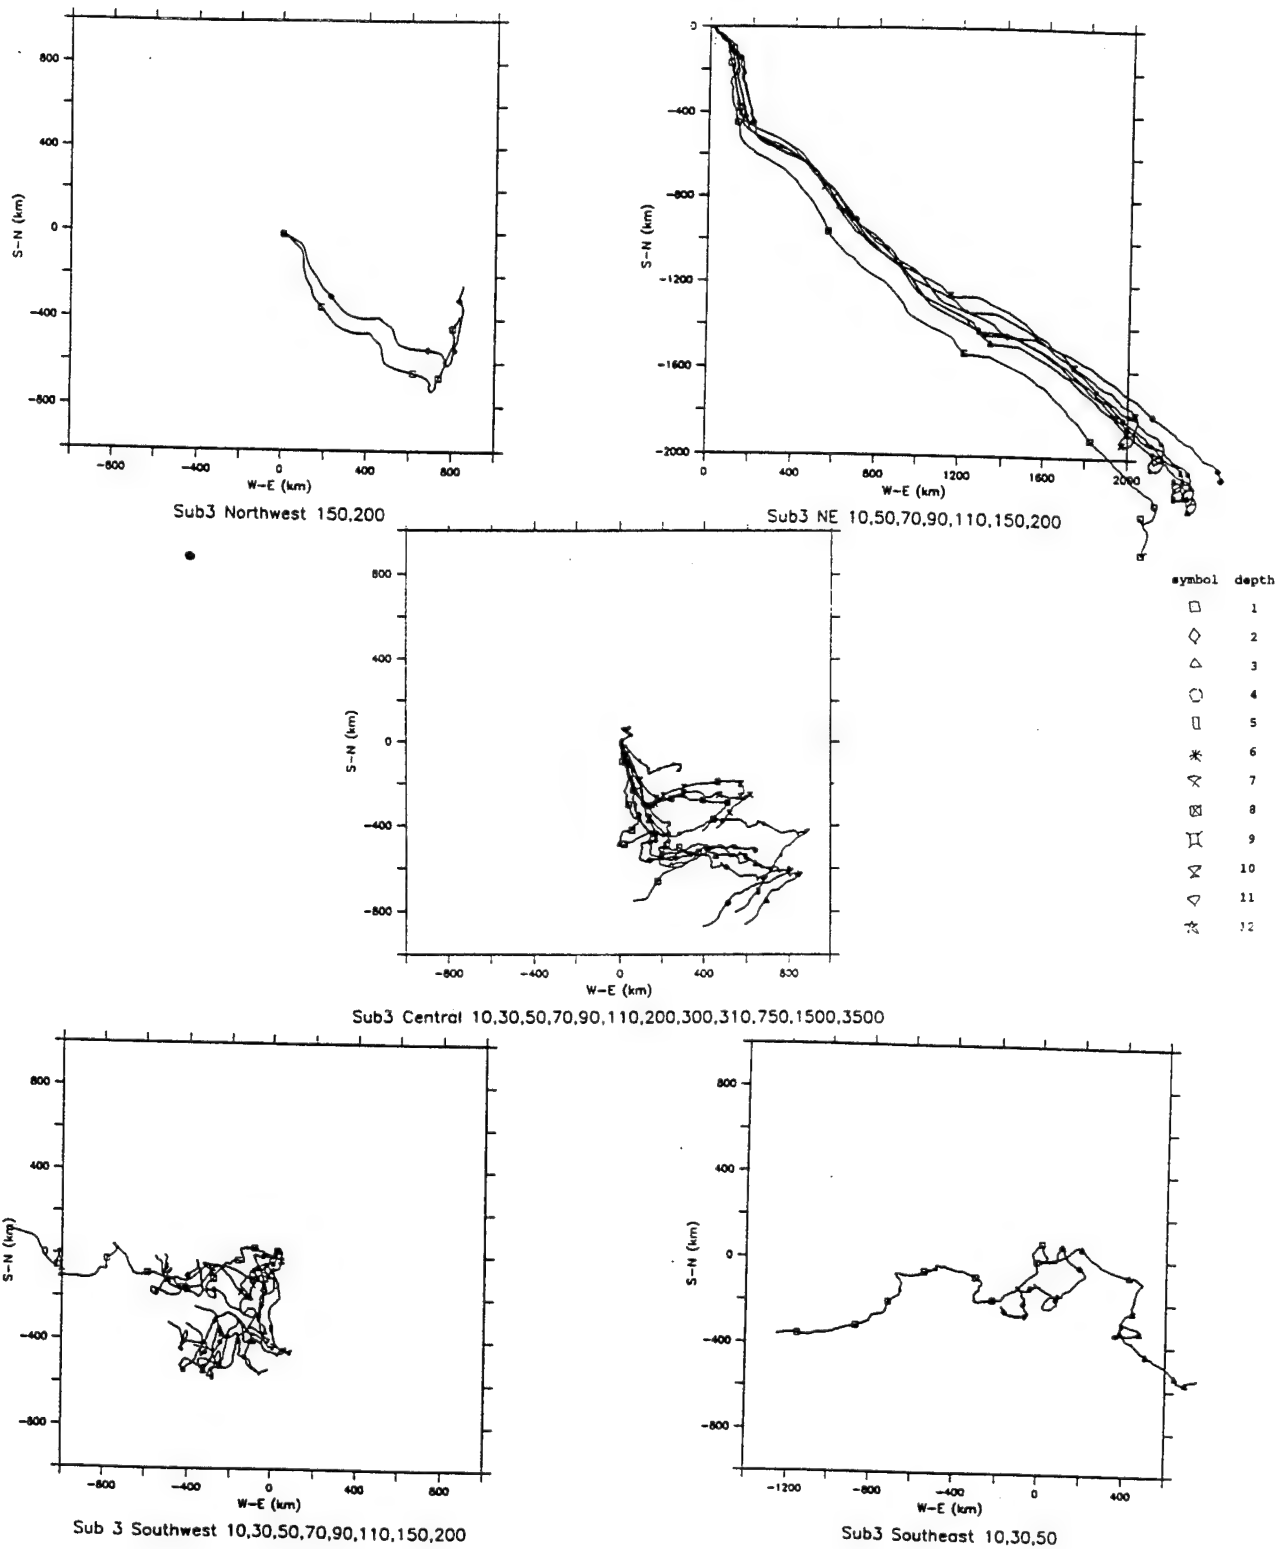 800
400
0
-400
-800
S-N (km)
-800 -400 0 400 800
W-E (km)
Sub3 Northwest 150,200
0
-400
-800
-1200
-1600
-2000
S-N (km)
0 400 800 1200 1600 2000
W-E (km)
Sub3 NE 10,50,70,90,110,150,200
800
400
0
-400
-800
S-N (km)
-800 -400 0 400 800
W-E (km)
Sub3 Central 10,30,50,70,90,110,200,300,310,750,1500,3500
symbol depth
1
2
3
4
5
6
7
8
9
10
11
12
800
400
-400
-800
S-N (km)
-800 -400 0 400 800
W-E (km)
Sub 3 Southwest 10,30,50,70,90,110,150,200
800
400
0
-400
-800
S-N (km)
-1200 -800 -400 0 400
W-E (km)
Sub3 Southeast 10,30,50